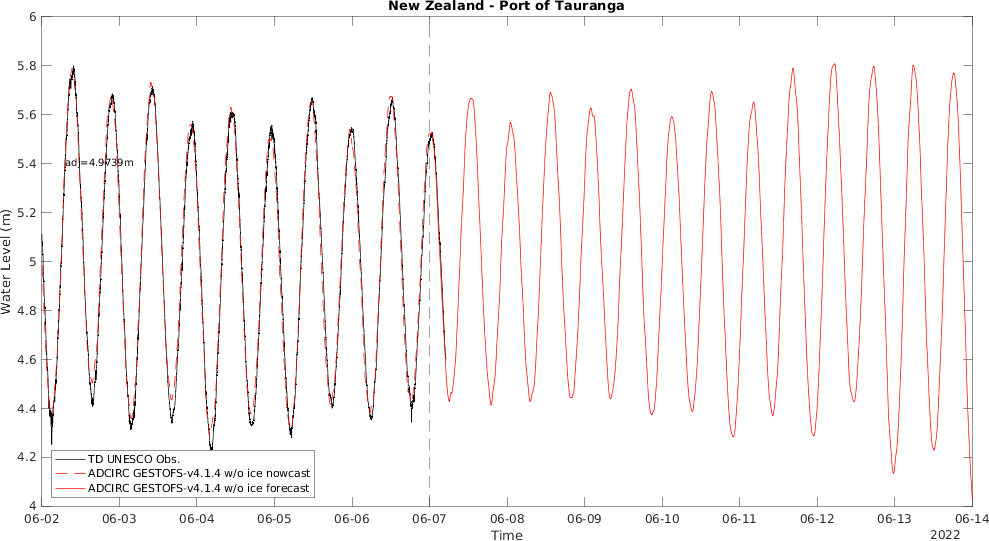 New Zealand - Port of Tauranga
Water Level (m)
6
5.8
5.6
5.4
5.2
5
4.8
4.6
4.4
4.2
4
adj=4.9739m
TD UNESCO Obs.
ADCIRC GESTOFS-v4.1.4 w/o ice nowcast
ADCIRC GESTOFS-v4.1.4 w/o ice forecast
06-02 06-03 06-04 06-05 06-06 06-07 06-08 06-09 06-10 06-11 06-12 06-13 06-14
Time
2022